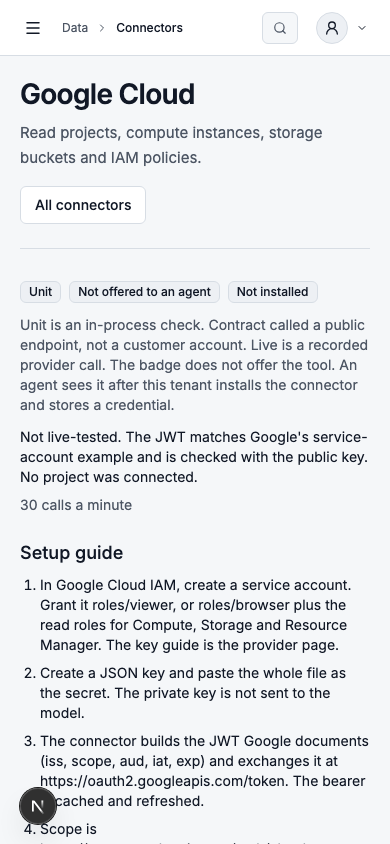 Data > Connectors
Google Cloud
Read projects, compute instances, storage
buckets and IAM policies.
All connectors
Unit Not offered to an agent Not installed
Unit is an in-process check. Contract called a public
endpoint, not a customer account. Live is a recorded
provider call. The badge does not offer the tool. An
agent sees it after this tenant installs the connector
and stores a credential.
Not live-tested. The JWT matches Google's service-
account example and is checked with the public key.
No project was connected.
30 calls a minute
Setup guide
1. In Google Cloud IAM, create a service account.
Grant it roles/viewer, or roles/browser plus the
read roles for Compute, Storage and Resource
Manager. The key guide is the provider page.
2. Create a JSON key and paste the whole file as
the secret. The private key is not sent to the
model.
3. The connector builds the JWT Google documents
(iss, scope, aud, iat, exp) and exchanges it at
https://oauth2.googleapis.com/token. The bearer
cached and refreshed.
N
4. Scope is